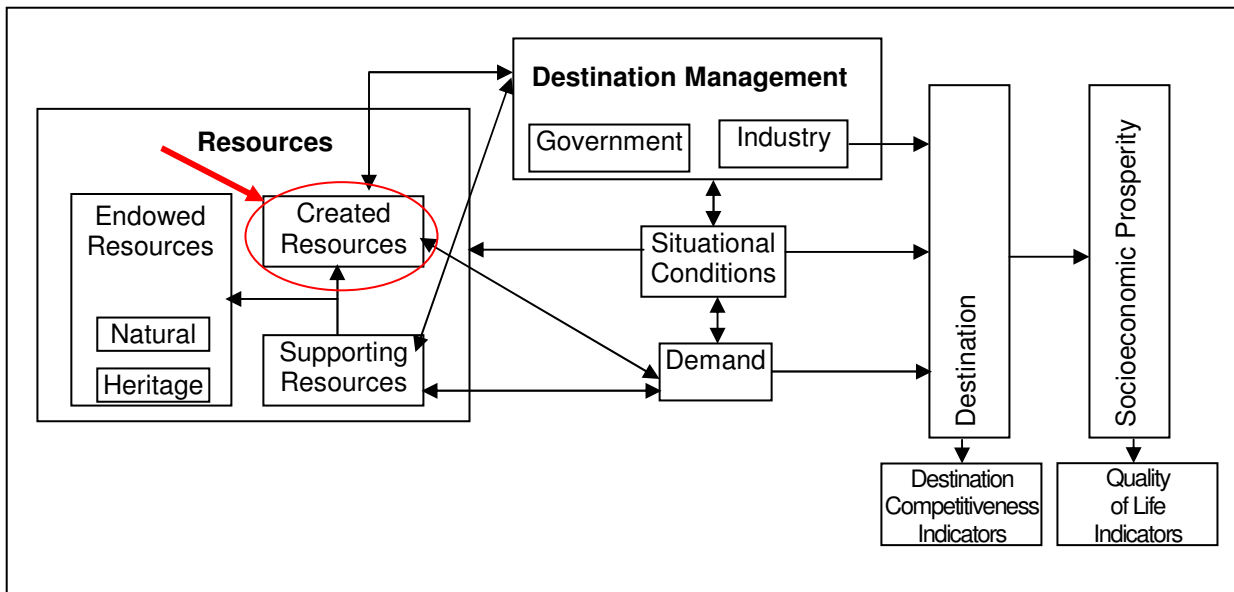 Destination Management
Government
Industry
Resources
Endowed
Resources
Created
Resources
Natural
Heritage
Supporting
Resources
Situational
Conditions
Demand
Destination
Socioeconomic Prosperity
Destination
Competitiveness
Indicators
Quality
of Life
Indicators